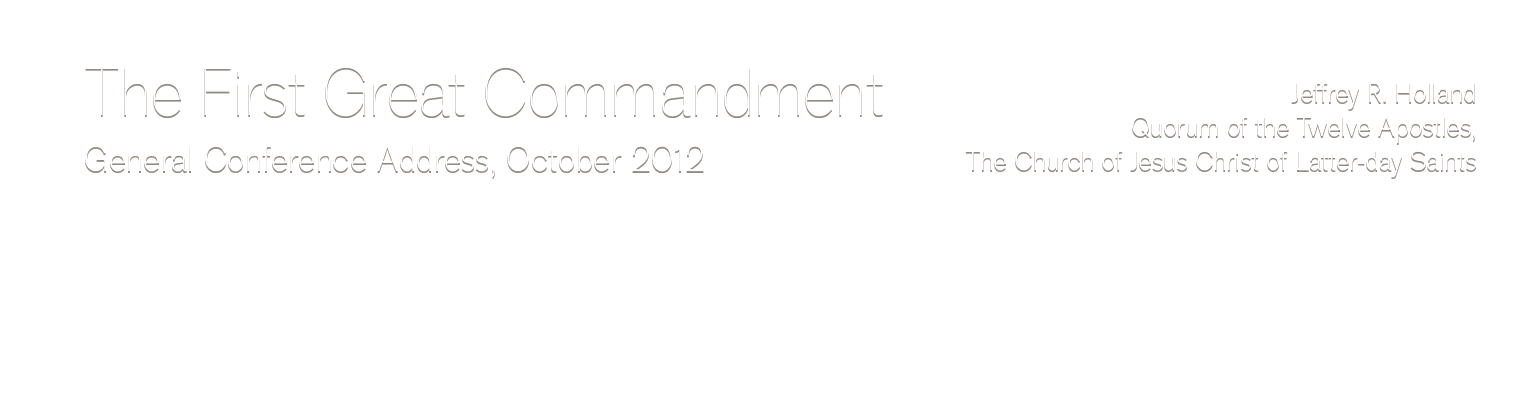 The First Great Commandment
General Conference Address, October 2012
Jeffrey R. Holland
Quorum of the Twelve Apostles,
The Church of Jesus Christ of Latter-day Saints